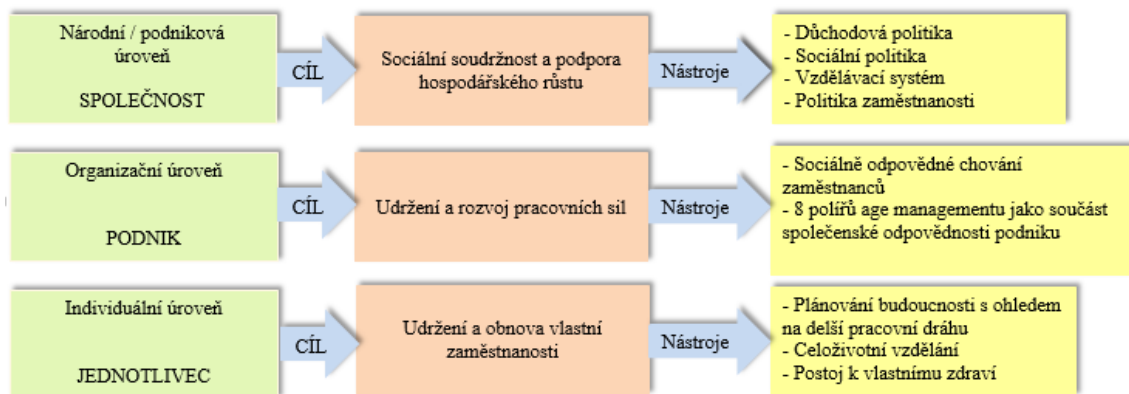 Národní / podniková
úroveň
SPOLEČNOST
CÍL
Sociální soudržnost a podpora
hospodářského růstu
Nástroje
- Důchodová politika
- Sociální politika
- Vzdělávací systém
- Politika zaměstnanosti
Organizační úroveň
PODNIK
CÍL
Udržení a rozvoj pracovních sil
Nástroje
- Sociálně odpovědné chování
zaměstnanců
- 8 polířů age managementu jako součást
společenské odpovědnosti podniku
Individuální úroveň
JEDNOTLIVEC
CÍL
Udržení a obnova vlastní
zaměstnanosti
Nástroje
- Plánování budoucnosti s ohledem
na delší pracovní dráhu
- Celoživotní vzdělání
- Postoj k vlastnímu zdraví